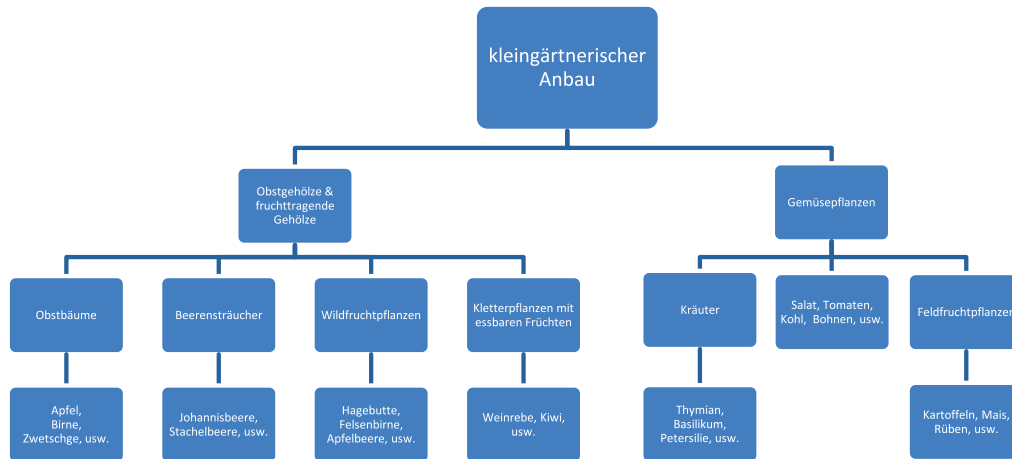 kleingärtnerischer
Anbau
Obstgehölze &
fruchttragende
Gehölze
Gemüsepflanzen
Obstbäume
Beerensträucher
Wildfruchtpflanzen
Kletterpflanzen mit
essbaren Früchten
Kräuter
Salat, Tomaten,
Kohl, Bohnen, usw.
Feldfruchtpflanzen
Apfel,
Birne,
Zwetschge, usw.
Johannisbeere,
Stachelbeere, usw.
Hagebutte,
Felsenbirne,
Apfelbeere, usw.
Weinrebe, Kiwi,
usw.
Thymian,
Basilikum,
Petersilie, usw.
Kartoffeln, Mais,
Rüben, usw.